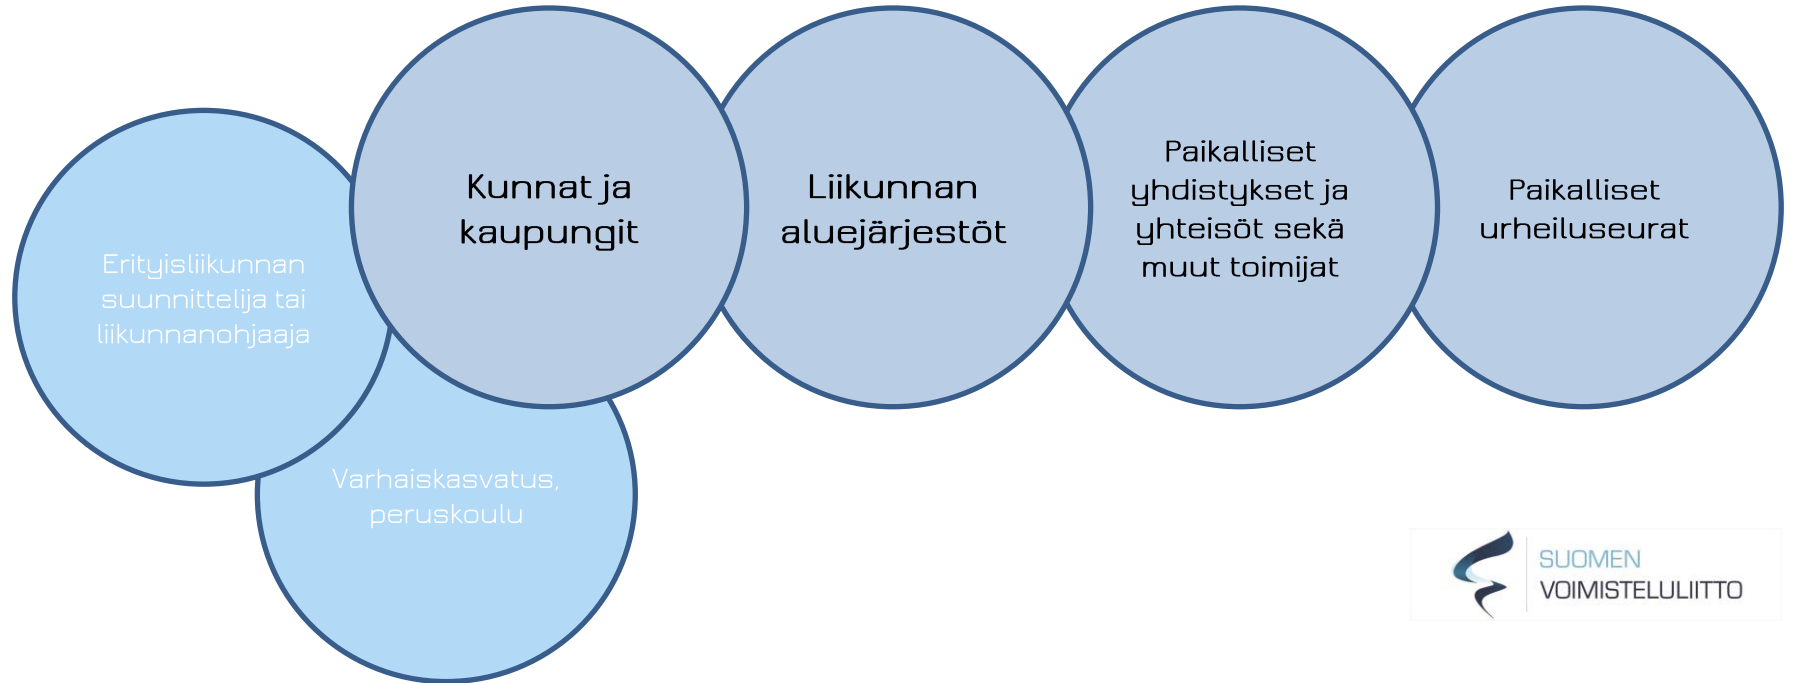 Erityisliikunnan
suunnittelija tai
liikunnanohjaaja
Varhaiskasvatus,
peruskoulu
Kunnat ja
kaupungit
Liikunnan
aluejärjestöt
Paikalliset
yhdistykset ja
yhteisöt sekä
muut toimijat
Paikalliset
urheiluseurat
SUOMEN
VOIMISTELULIITTO